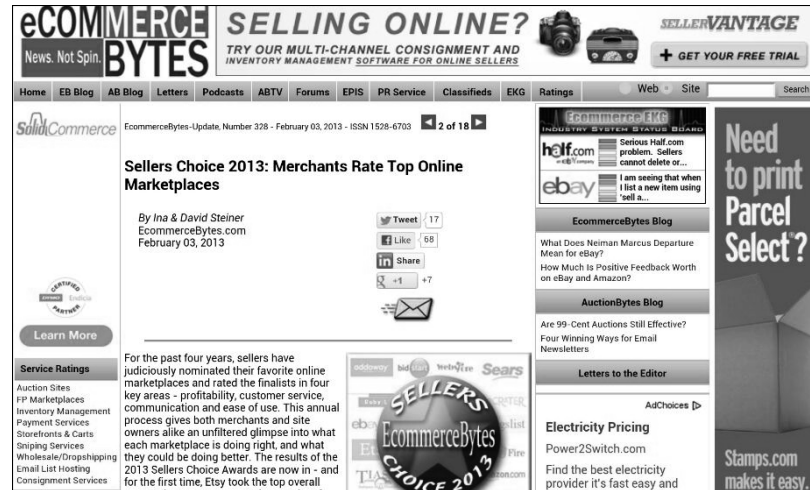 eCOMMERCE
BYTES
News. Not Spin.
SELLING ONLINE?
TRY OUR MULTI-CHANNEL CONSIGNMENT AND
INVENTORY MANAGEMENT SOFTWARE FOR ONLINE SELLERS
SELLERVANTAGE
+ GET YOUR FREE TRIAL
Home EB Blog AB Blog Letters Podcasts ABTV Forums EPIS PR Service Classifieds EKG Ratings Web Site Search
SolidCommerce
CERTIFIED
Endicia
PARTNER
Learn More
Service Ratings
Auction Sites
FP Marketplaces
Inventory Management
Payment Services
Storefronts & Carts
Sniping Services
Wholesale/Dropshipping
Email List Hosting
Consignment Services
EcommerceBytes-Update, Number 328 - February 03, 2013 - ISSN 1528-6703 2 of 18
Sellers Choice 2013: Merchants Rate Top Online
Marketplaces
By Ina & David Steiner
EcommerceBytes.com
February 03, 2013
Tweet 17
Like 68
in Share
+1 +7
For the past four years, sellers have
judiciously nominated their favorite online
marketplaces and rated the finalists in four
key areas - profitability, customer service,
communication and ease of use. This annual
process gives both merchants and site
owners alike an unfiltered glimpse into what
each marketplace is doing right, and what
they could be doing better. The results of the
2013 Sellers Choice Awards are now in - and
for the first time, Etsy took the top overall
addoway bidstart webstore Sears
SELLERS
EcommerceBytes
CHOICE 2013
Ecommerce EKG
INDUSTRY SYSTEM STATUS BOARD
half.com
Serious Half.com
problem. Sellers
cannot delete or...
ebay
I am seeing that when
I list a new item using
'sell a...
EcommerceBytes Blog
What Does Neiman Marcus Departure
Mean for eBay?
How Much Is Positive Feedback Worth
on eBay and Amazon?
AuctionBytes Blog
Are 99-Cent Auctions Still Effective?
Four Winning Ways for Email
Newsletters
Letters to the Editor
AdChoices
Electricity Pricing
Power2Switch.com
Find the best electricity
provider it's fast easy and
Need
to print
Parcel
Select®?
Stamps.com
makes it easy.